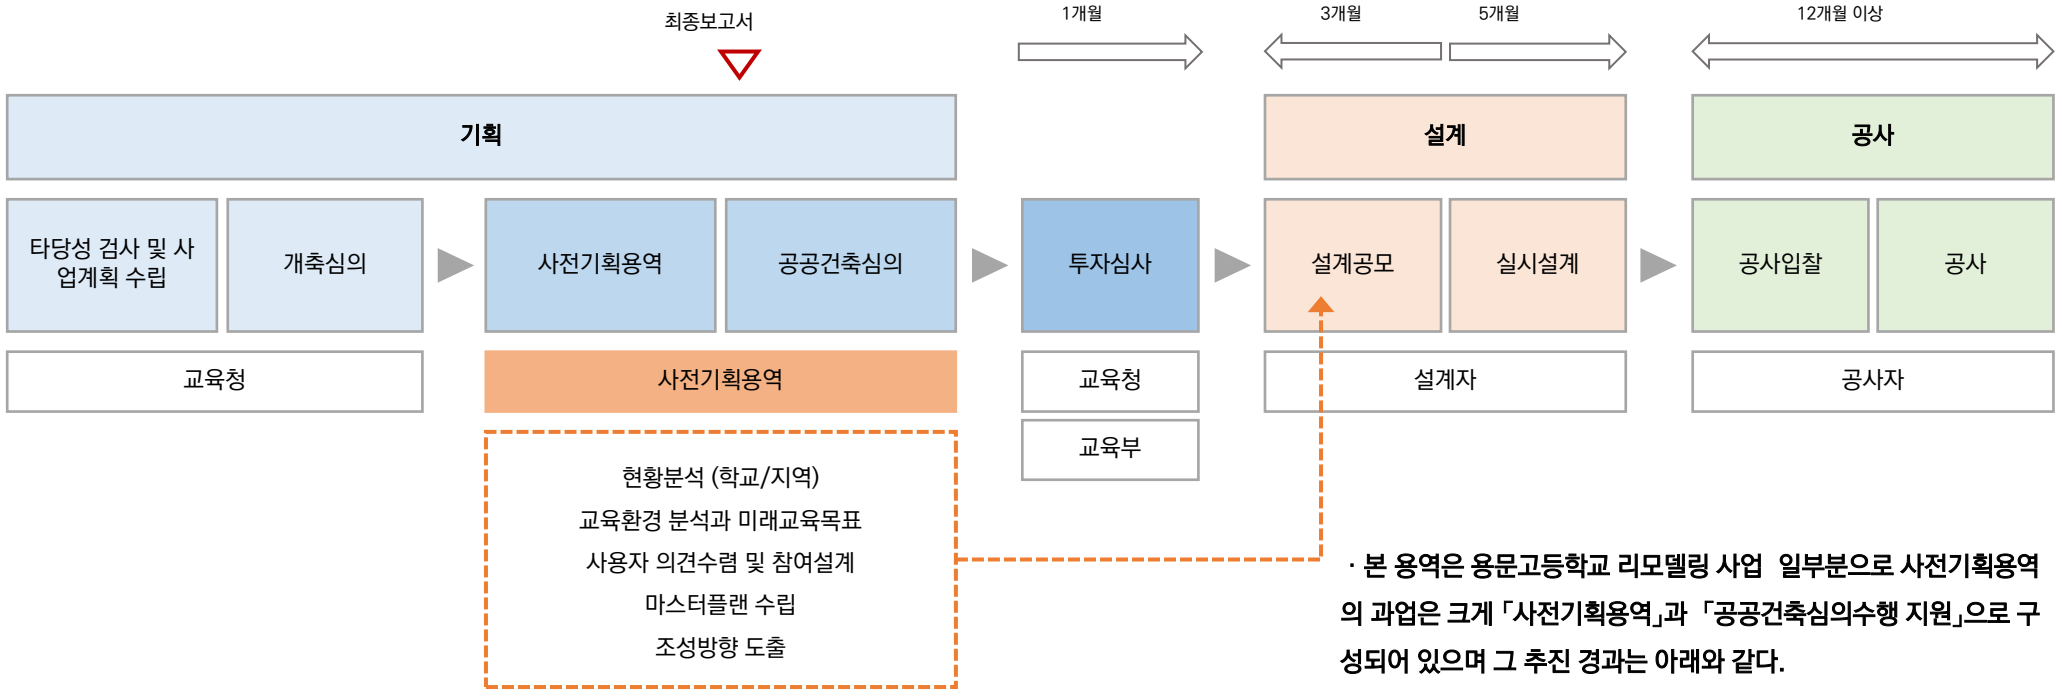 최종보고서
1개월
3개월
5개월
12개월 이상
기획
설계
공사
타당성 검사 및 사
업계획 수립
개축심의
사전기획용역
공공건축심의
투자심사
설계공모
실시설계
공사입찰
공사
교육청
사전기획용역
교육청
설계자
공사자
교육부
현황분석 (학교/지역)
교육환경 분석과 미래교육목표
사용자 의견수렴 및 참여설계
마스터플랜 수립
조성방향 도출
· 본 용역은 용문고등학교 리모델링 사업 일부분으로 사전기획용역
의 과업은 크게 「사전기획용역」과 「공공건축심의수행 지원」으로 구
성되어 있으며 그 추진 경과는 아래와 같다.